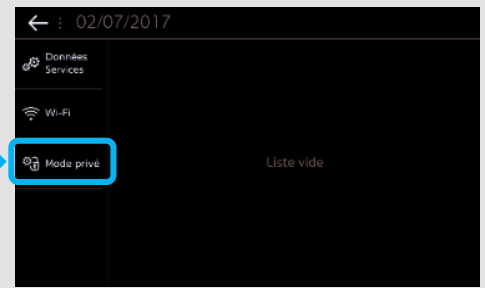 02/07/2017
Données
Services
Wi-Fi
Mode privé
Liste vide